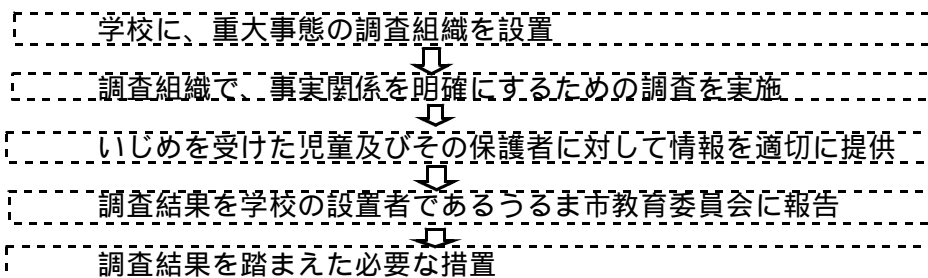 学校に、重大事態の調査組織を設置
調査組織で、事実関係を明確にするための調査を実施
いじめを受けた児童及びその保護者に対して情報を適切に提供
調査結果を学校の設置者であるうるま市教育委員会に報告
調査結果を踏まえた必要な措置